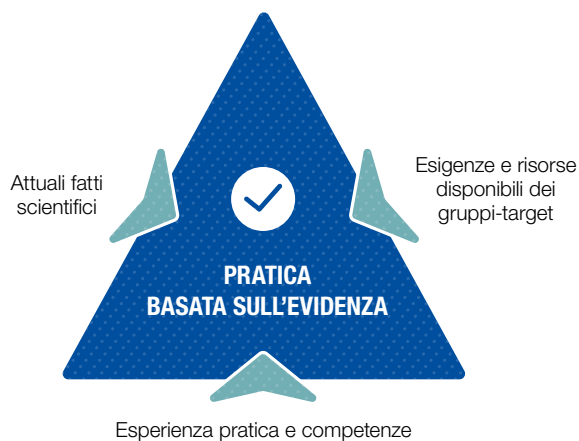 Attuali fatti
scientifici
Esigenze e risorse
disponibili dei
gruppi-target
PRATICA
BASATA SULL'EVIDENZA
Esperienza pratica e competenze